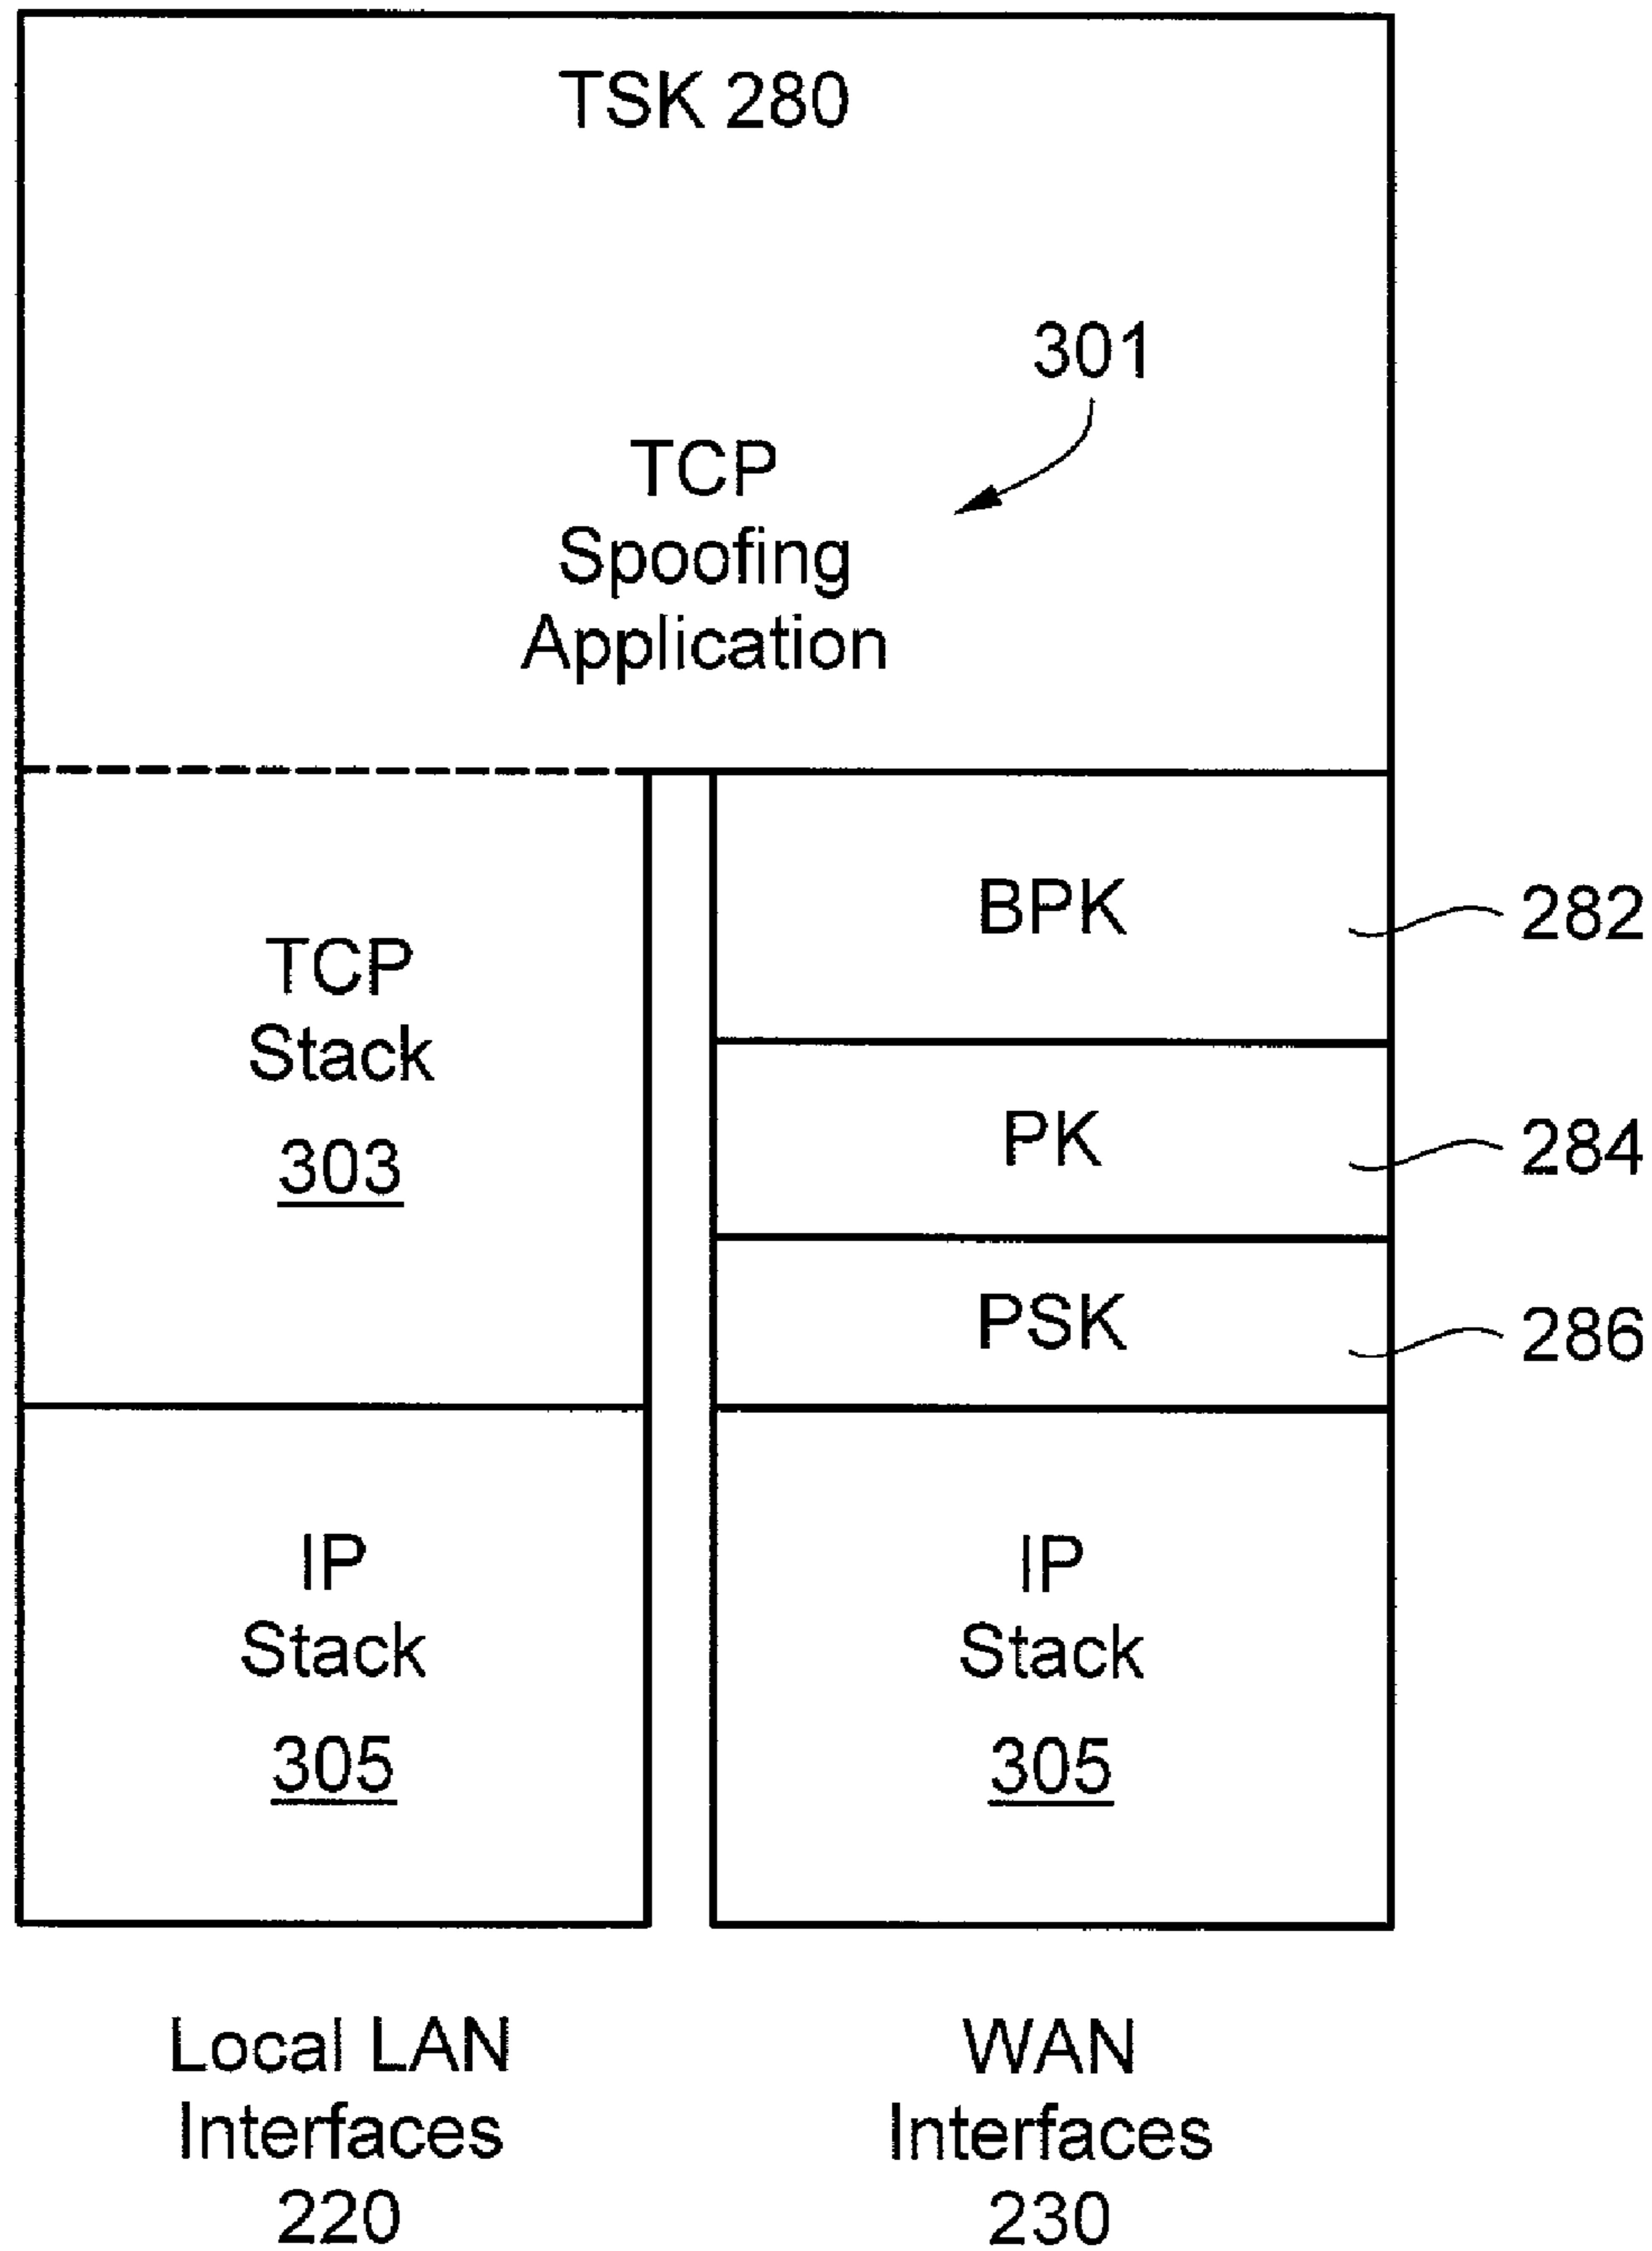 TSK 280
301
TCP
Spoofing
Application
TCP
Stack
303
BPK
282
PK
284
PSK
286
IP
Stack
305
IP
Stack
305
Local LAN
Interfaces
220
WAN
Interfaces
230